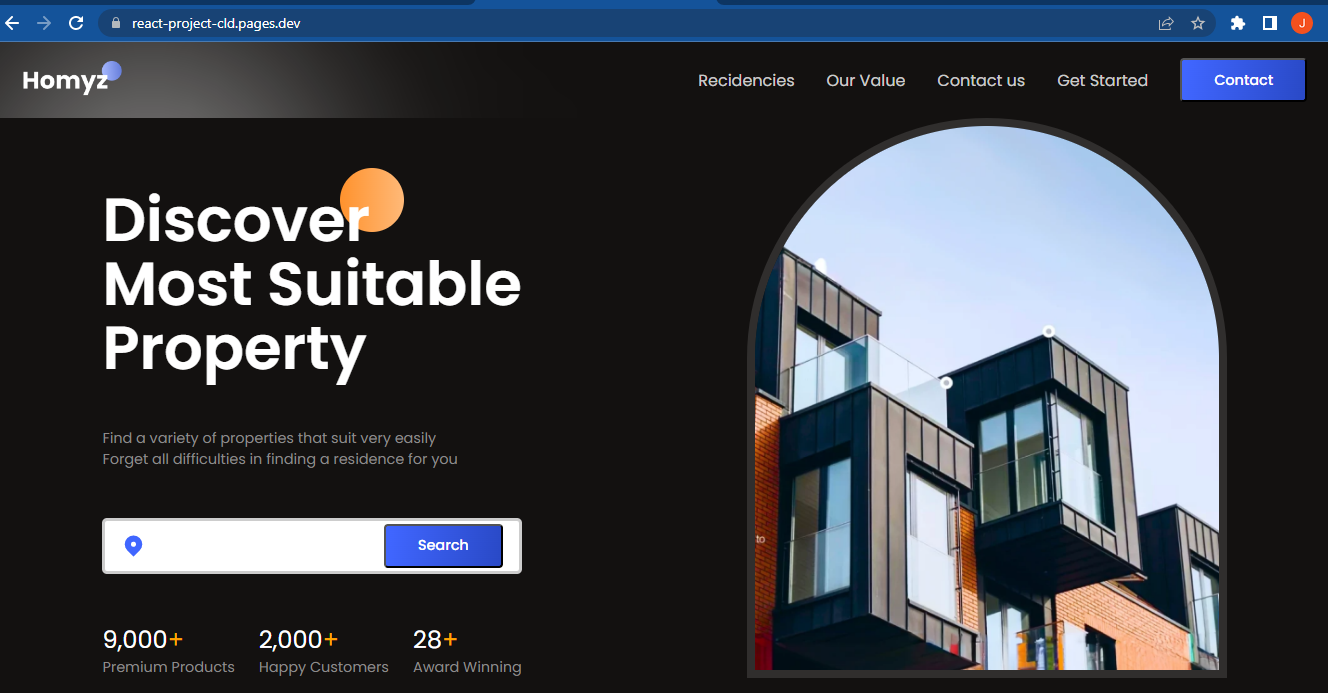 react-project-cld.pages.dev
J
Homyz
Recidencies
Our Value
Contact us
Get Started
Contact
Discover
Most Suitable
Property
Find a variety of properties that suit very easily
Forget all difficulties in finding a residence for you
Search
to
9,000+
2,000+
28+
Premium Products
Happy Customers
Award Winning